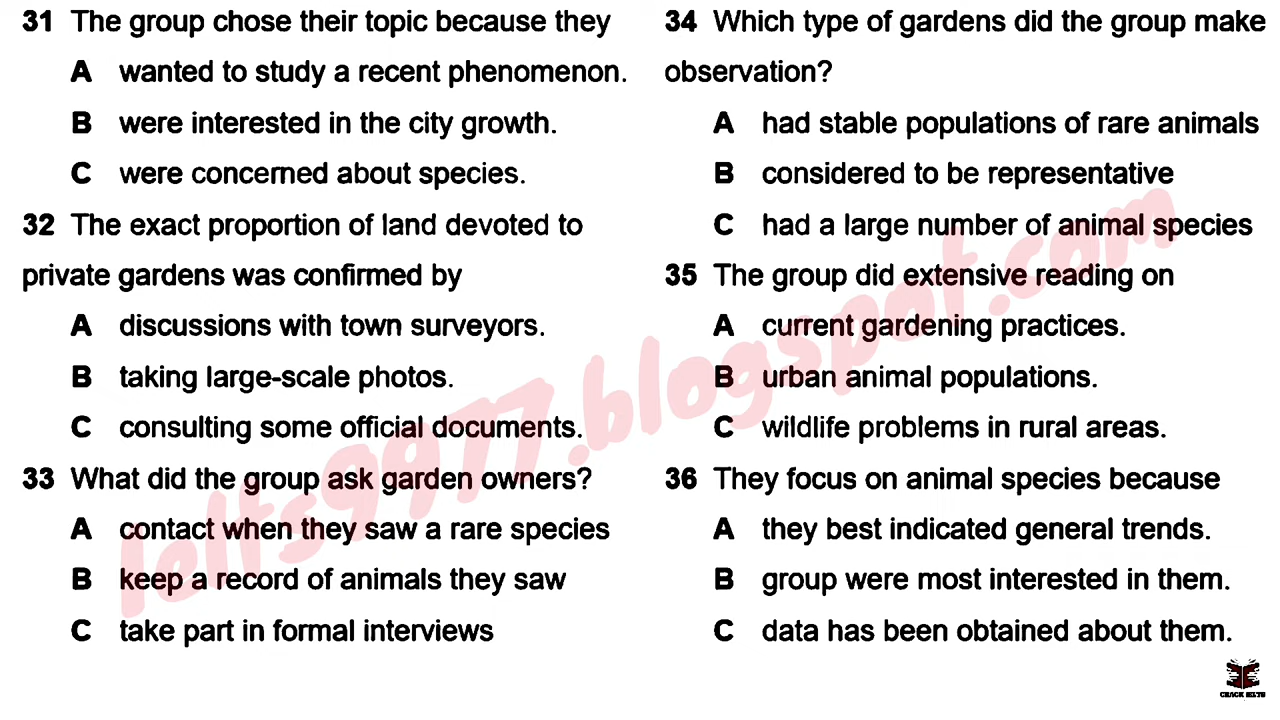 31 The group chose their topic because they
A wanted to study a recent phenomenon.
B were interested in the city growth.
C were concerned about species.
32 The exact proportion of land devoted to
private gardens was confirmed by
A discussions with town surveyors.
B taking large-scale photos.
C consulting some official documents.
33 What did the group ask garden owners?
A contact when they saw a rare species
B keep a record of animals they saw
C take part in formal interviews
34 Which type of gardens did the group make
observation?
A had stable populations of rare animals
B considered to be representative
C had a large number of animal species
35 The group did extensive reading on
A current gardening practices.
B urban animal populations.
C wildlife problems in rural areas.
36 They focus on animal species because
A they best indicated general trends.
B group were most interested in them.
C data has been obtained about them.
Ielts9977.blogspot.com
CRACK IELTS